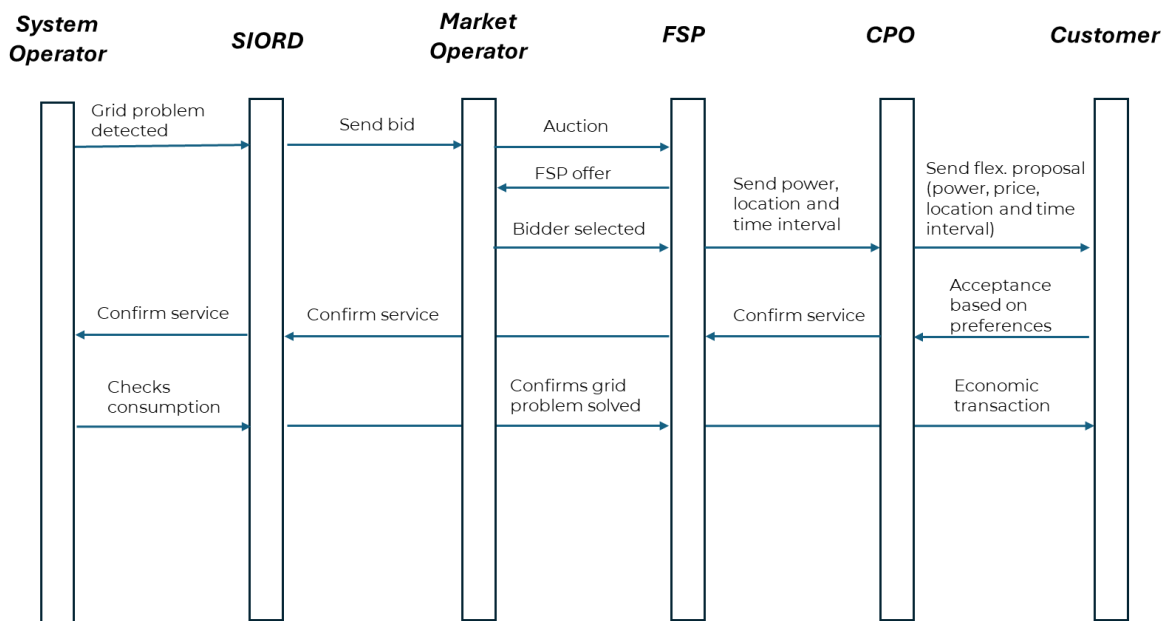 System
Operator
SIORD
Market
Operator
FSP
CPO
Customer
Grid problem
detected
Send bid
Auction
FSP offer
Bidder selected
Send power,
location and
time interval
Send flex. proposal
(power, price,
location and time
interval)
Confirm service
Confirm service
Confirm service
Acceptance
based on
preferences
Checks
consumption
Confirms grid
problem solved
Economic
transaction